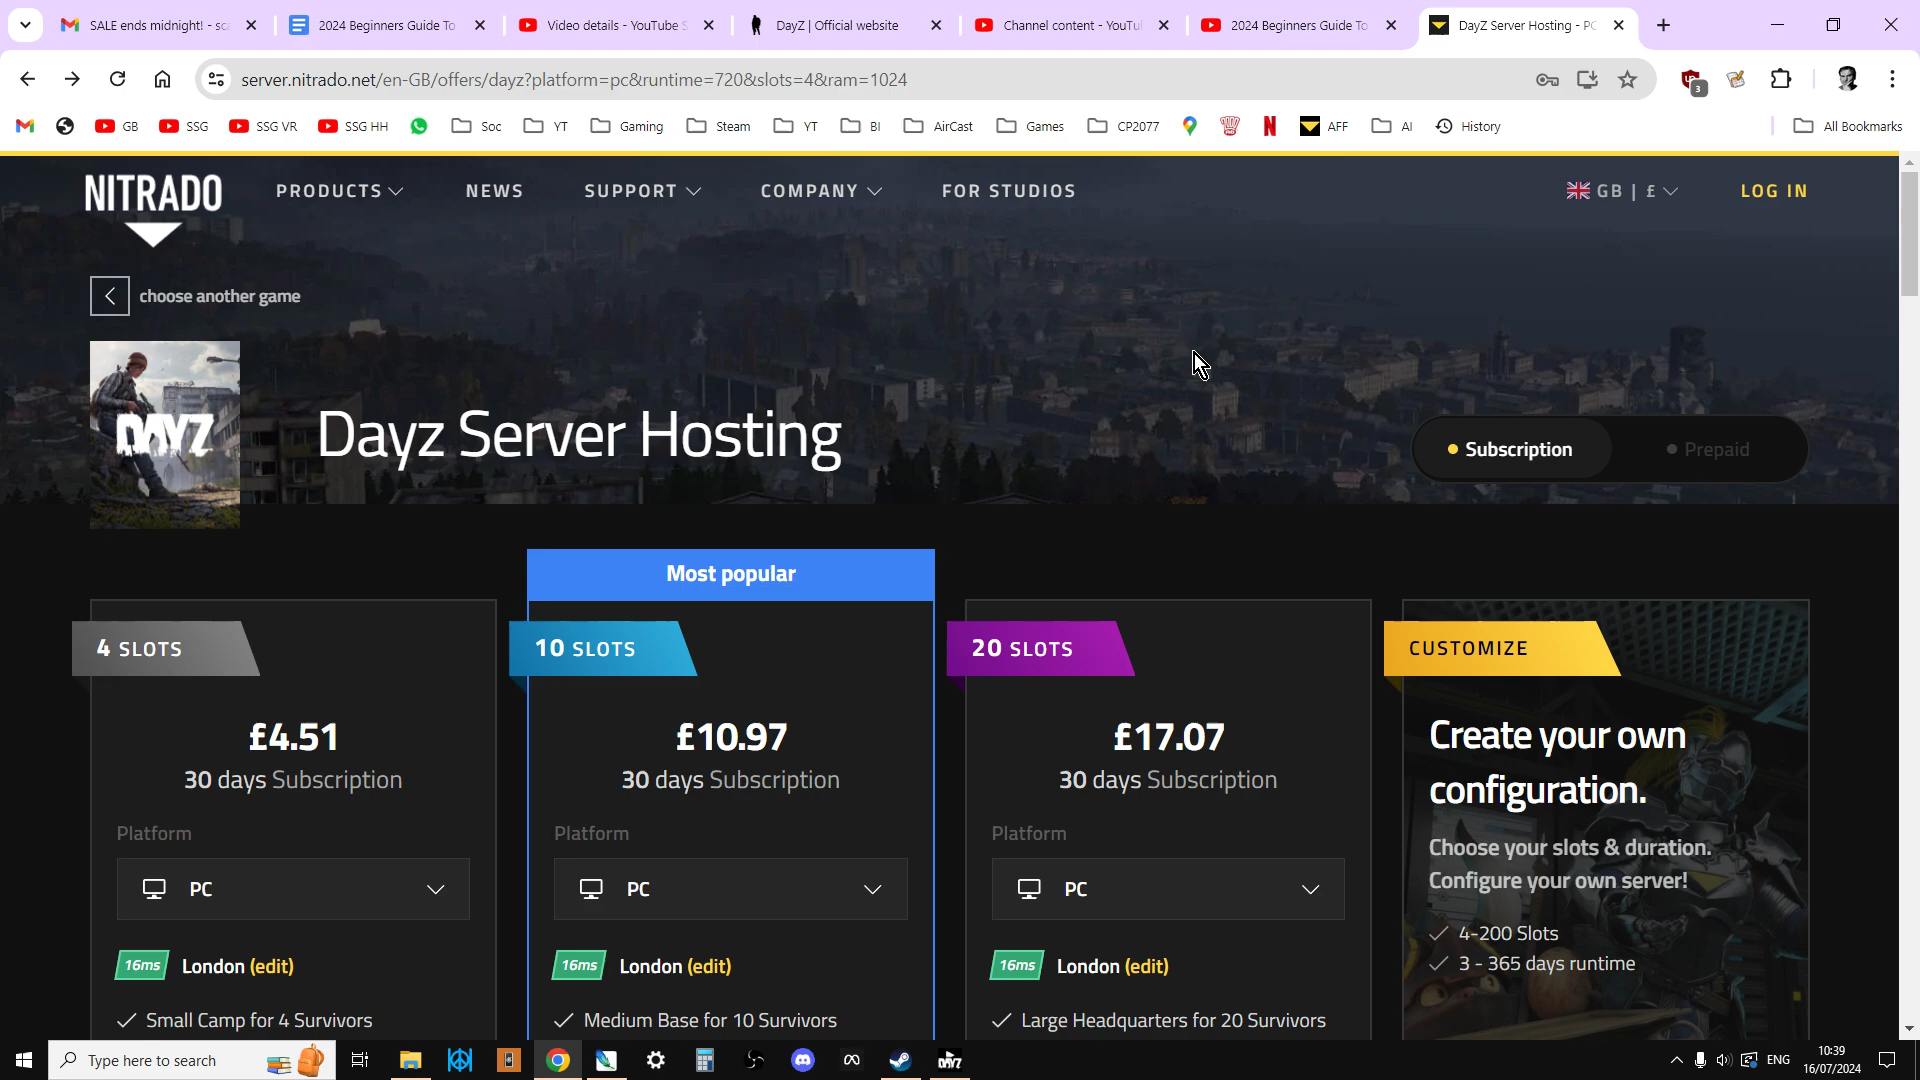 SALE ends midnight! - sca
2024 Beginners Guide To
Video details - YouTube S
DayZ | Official website
Channel content - YouTu
2024 Beginners Guide To
DayZ Server Hosting - PC
server.nitrado.net/en-GB/offers/dayz?platform=pc&runtime=720&slots=4&ram=1024
3
GB
SSG
SSG VR
SSG HH
Soc
YT
Gaming
Steam
YT
BI
AirCast
Games
CP2077
AFF
AI
History
All Bookmarks
NITRADO
PRODUCTS
NEWS
SUPPORT
COMPANY
FOR STUDIOS
GB | £
LOG IN
choose another game
DAYZ
Dayz Server Hosting
Subscription
Prepaid
Most popular
4 SLOTS
£4.51
30 days Subscription
Platform
PC
16ms London (edit)
Small Camp for 4 Survivors
10 SLOTS
£10.97
30 days Subscription
Platform
PC
16ms London (edit)
Medium Base for 10 Survivors
20 SLOTS
£17.07
30 days Subscription
Platform
PC
16ms London (edit)
Large Headquarters for 20 Survivors
CUSTOMIZE
Create your own
configuration.
Choose your slots & duration.
Configure your own server!
4-200 Slots
3 - 365 days runtime
Type here to search
DAYZ
ENG
10:39
16/07/2024